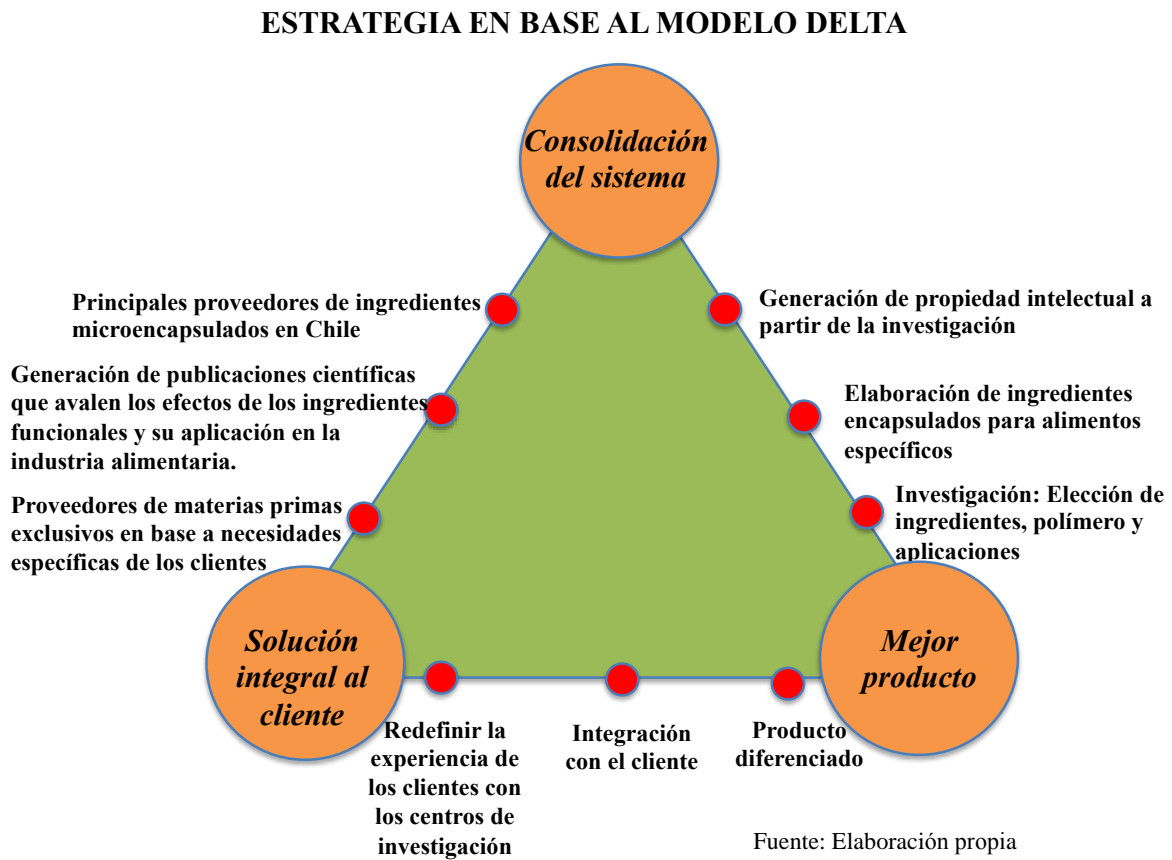 ESTRATEGIA EN BASE AL MODELO DELTA
Consolidación
del sistema
Principales proveedores de ingredientes
microencapsulados en Chile
Generación de propiedad intelectual a
partir de la investigación
Generación de publicaciones científicas
que avalen los efectos de los ingredientes
funcionales y su aplicación en la
industria alimentaria.
Elaboración de ingredientes
encapsulados para alimentos
específicos
Proveedores de materias primas
exclusivos en base a necesidades
específicas de los clientes
Investigación: Elección de
ingredientes, polímero y
aplicaciones
Solución
integral al
cliente
Mejor
producto
Redefinir la
experiencia de
los clientes con
los centros de
investigación
Integración
con el cliente
Producto
diferenciado
Fuente: Elaboración propia